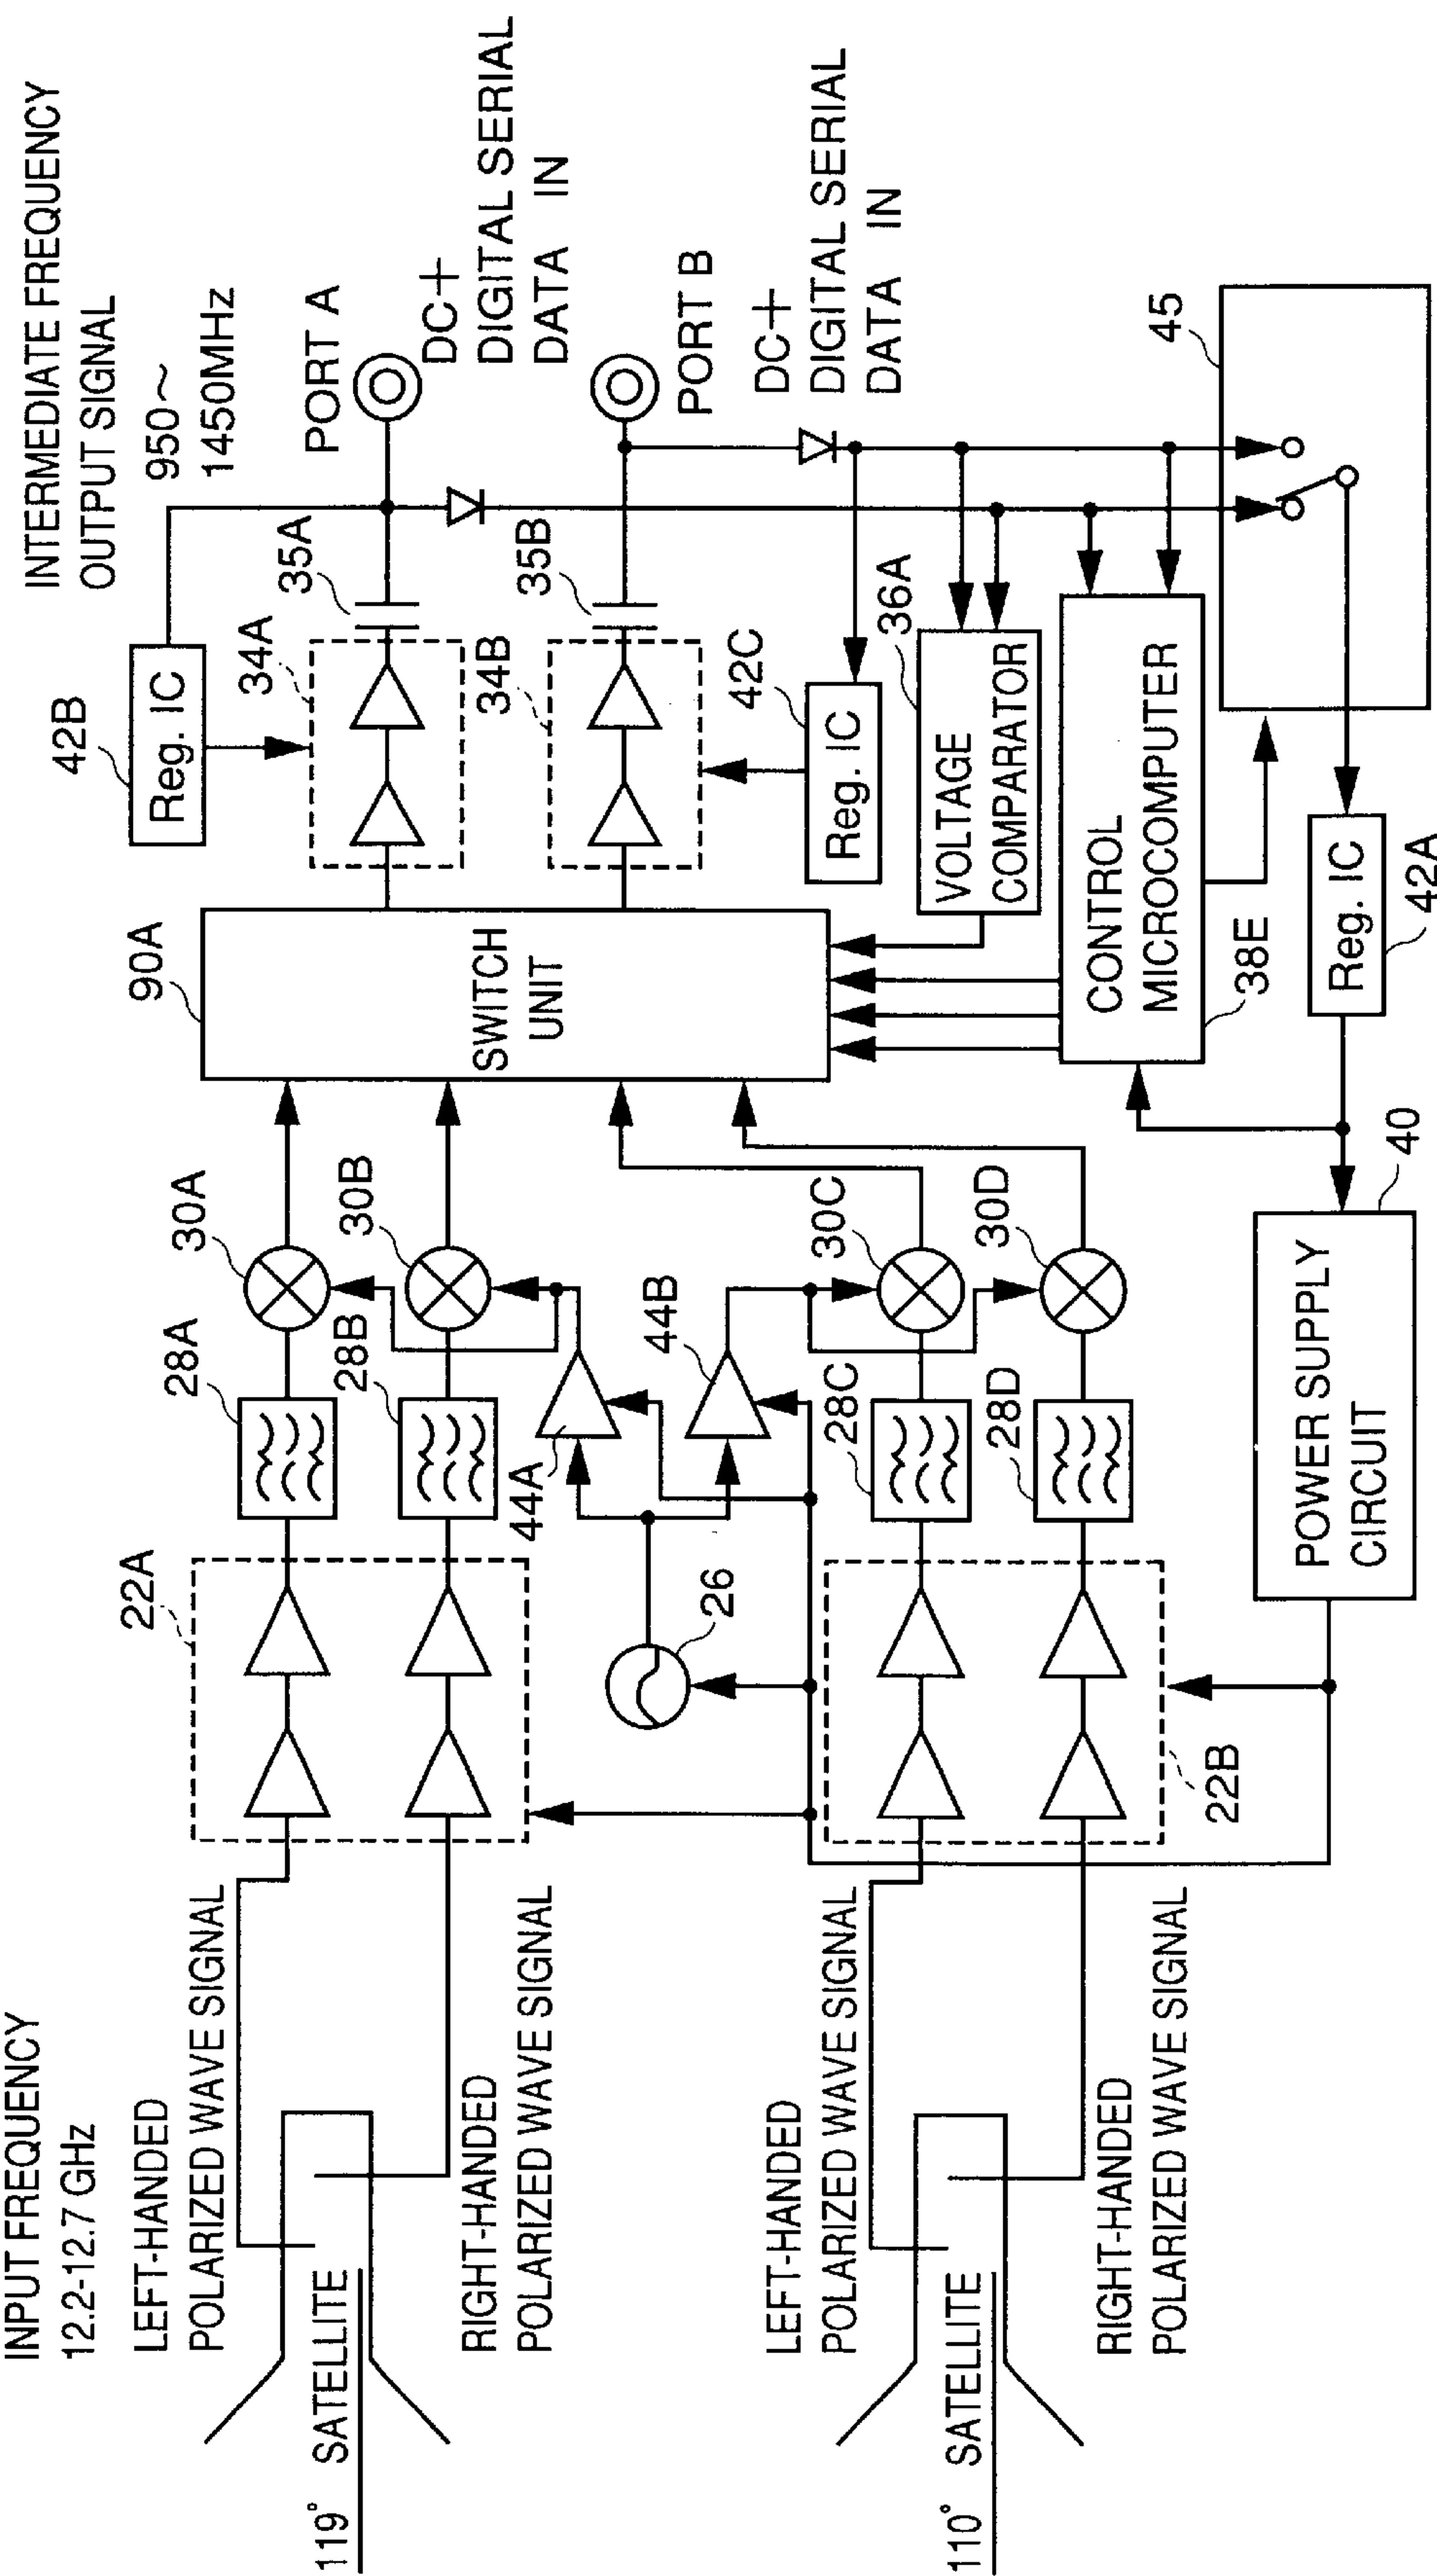 INPUT FREQUENCY
12.2-12.7 GHz
LEFT-HANDED
POLARIZED WAVE SIGNAL
119° SATELLITE
RIGHT-HANDED
POLARIZED WAVE SIGNAL
LEFT-HANDED
POLARIZED WAVE SIGNAL
110° SATELLITE
RIGHT-HANDED
POLARIZED WAVE SIGNAL
22A
22B
26
28A
28B
28C
28D
30A
30B
30C
30D
44A
44B
90A
SWITCH
UNIT
42B
Reg. IC
34A
35A
34B
35B
42C
Reg. IC
36A
VOLTAGE
COMPARATOR
CONTROL
MICROCOMPUTER
38E
Reg. IC
42A
40
POWER SUPPLY
CIRCUIT
45
INTERMEDIATE FREQUENCY
OUTPUT SIGNAL
950~
1450MHz
PORT A
DC+
DIGITAL SERIAL
DATA IN
PORT B
DC+
DIGITAL SERIAL
DATA IN